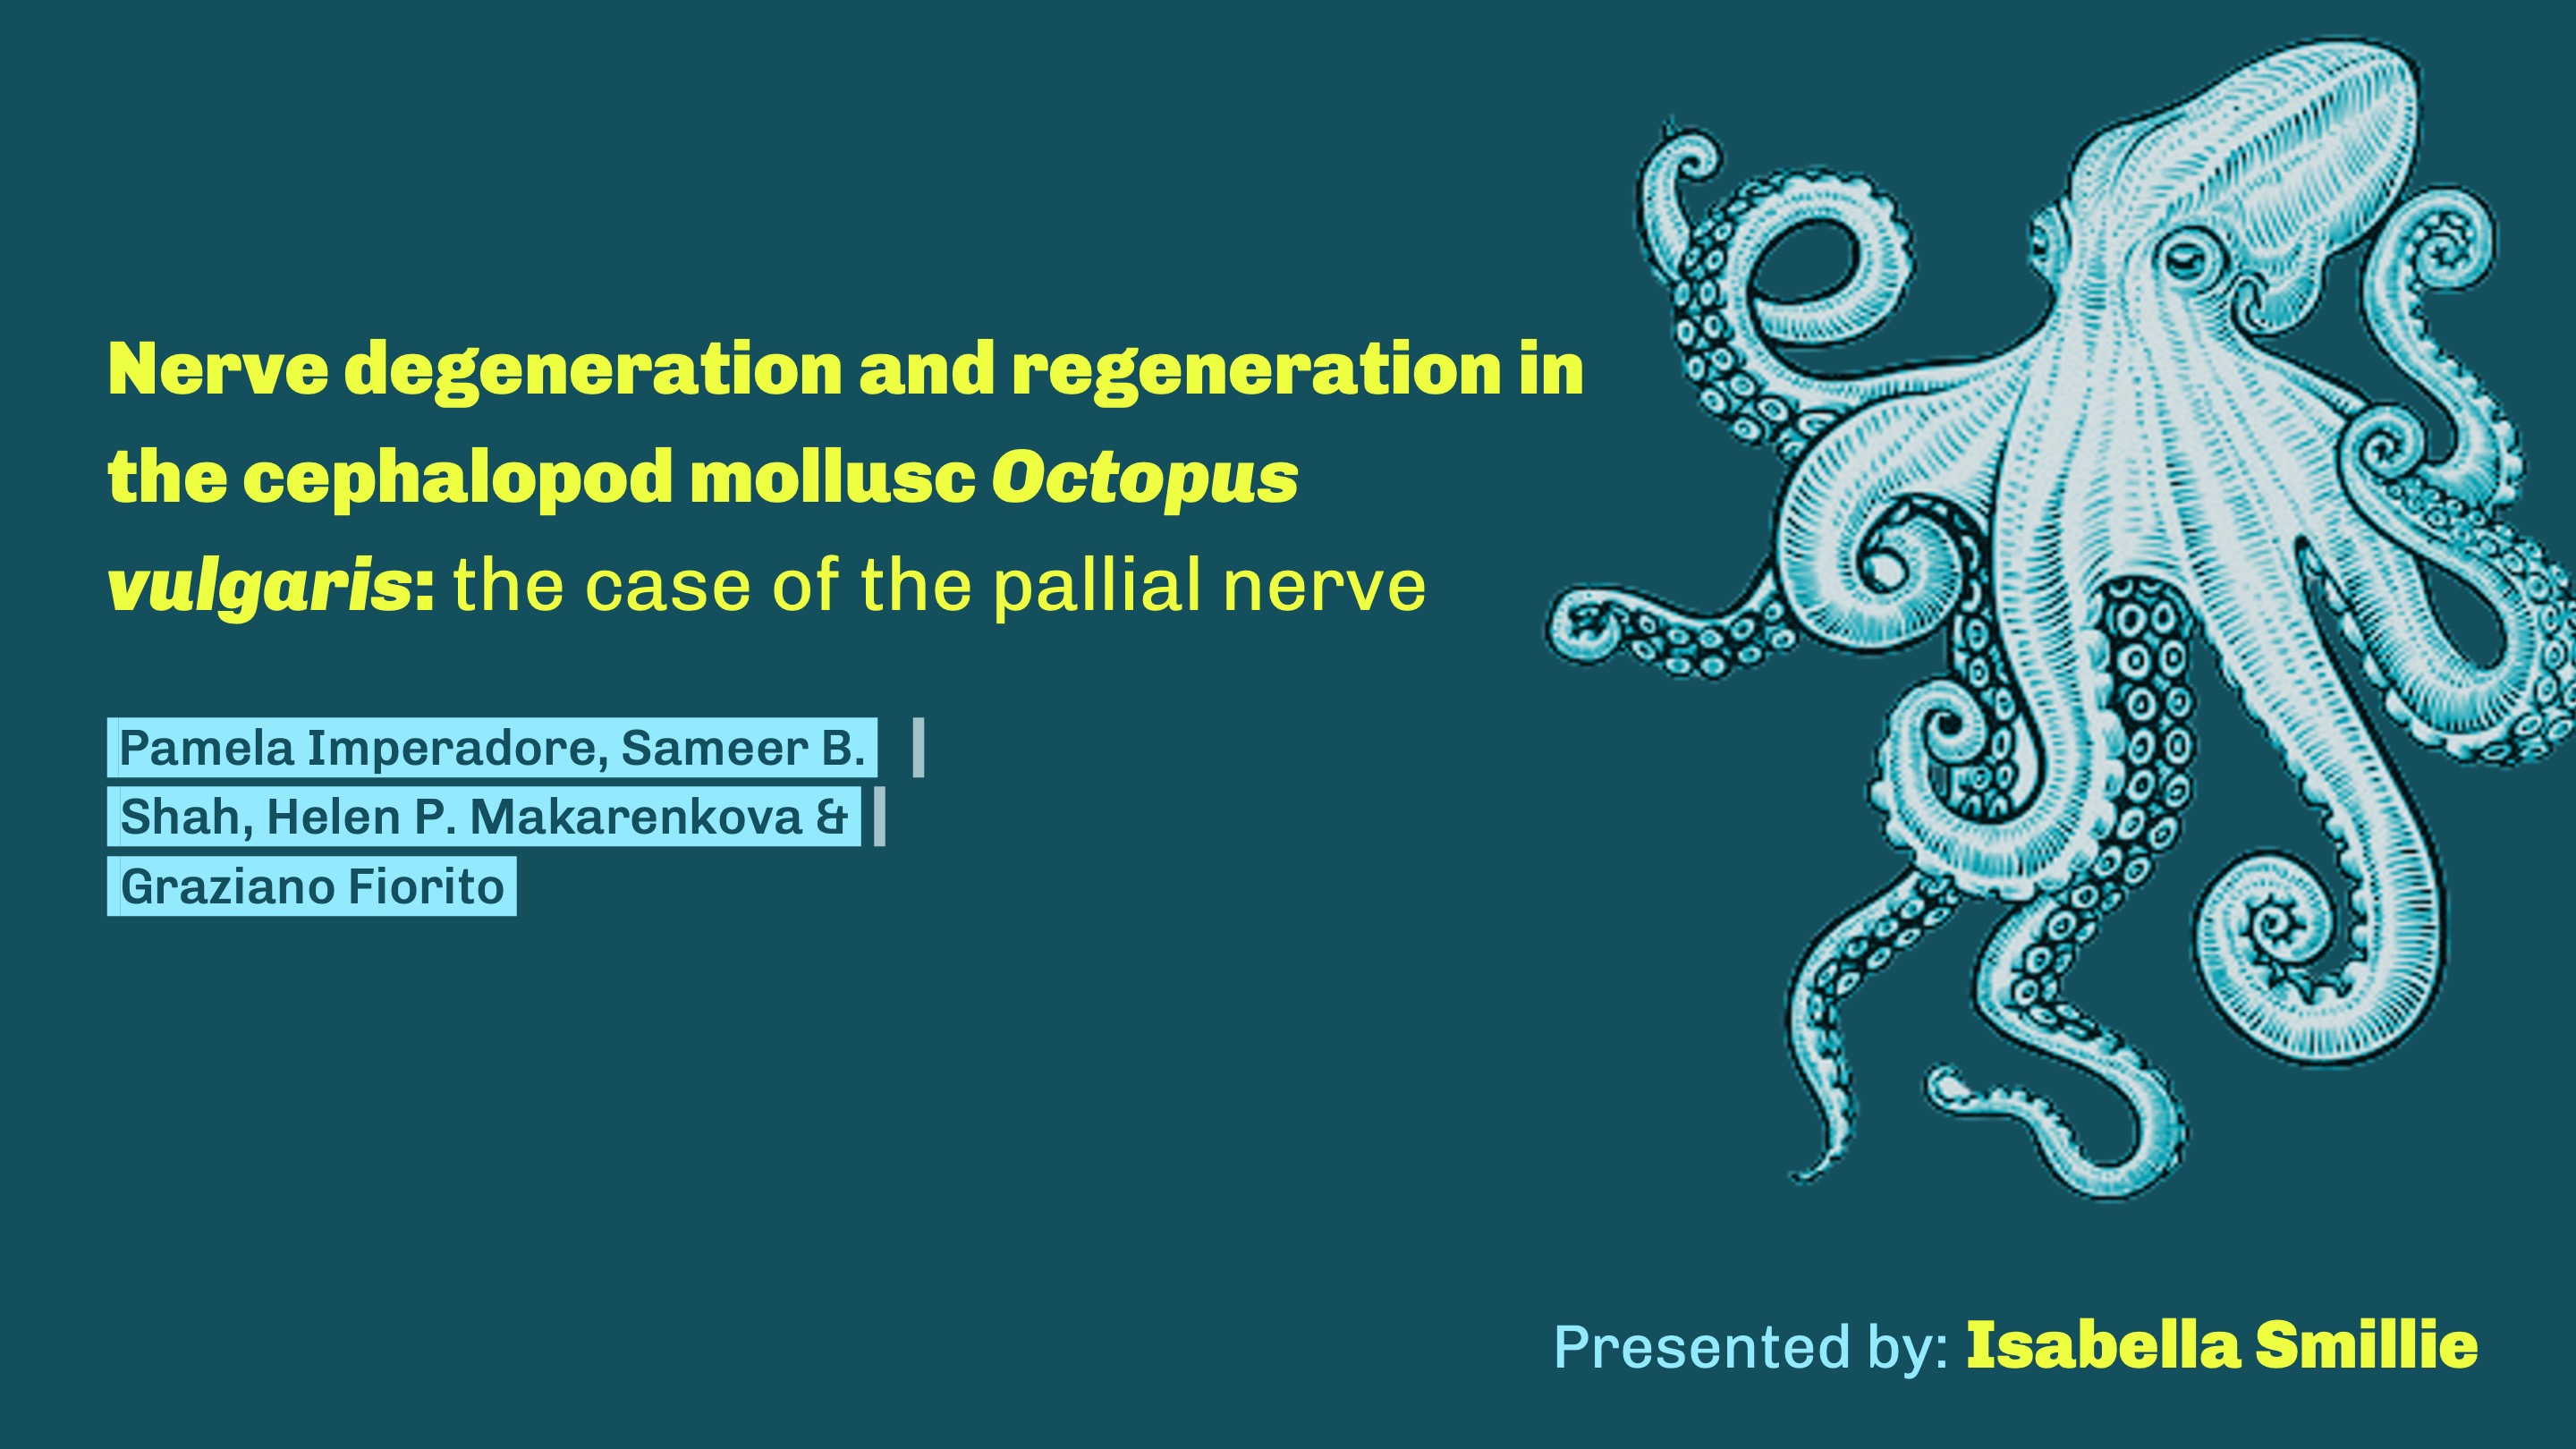 Nerve degeneration and regeneration in
the cephalopod mollusc Octopus
vulgaris: the case of the pallial nerve
Pamela Imperadore, Sameer B.
Shah, Helen P. Makarenkova &
Graziano Fiorito
Presented by: Isabella Smillie